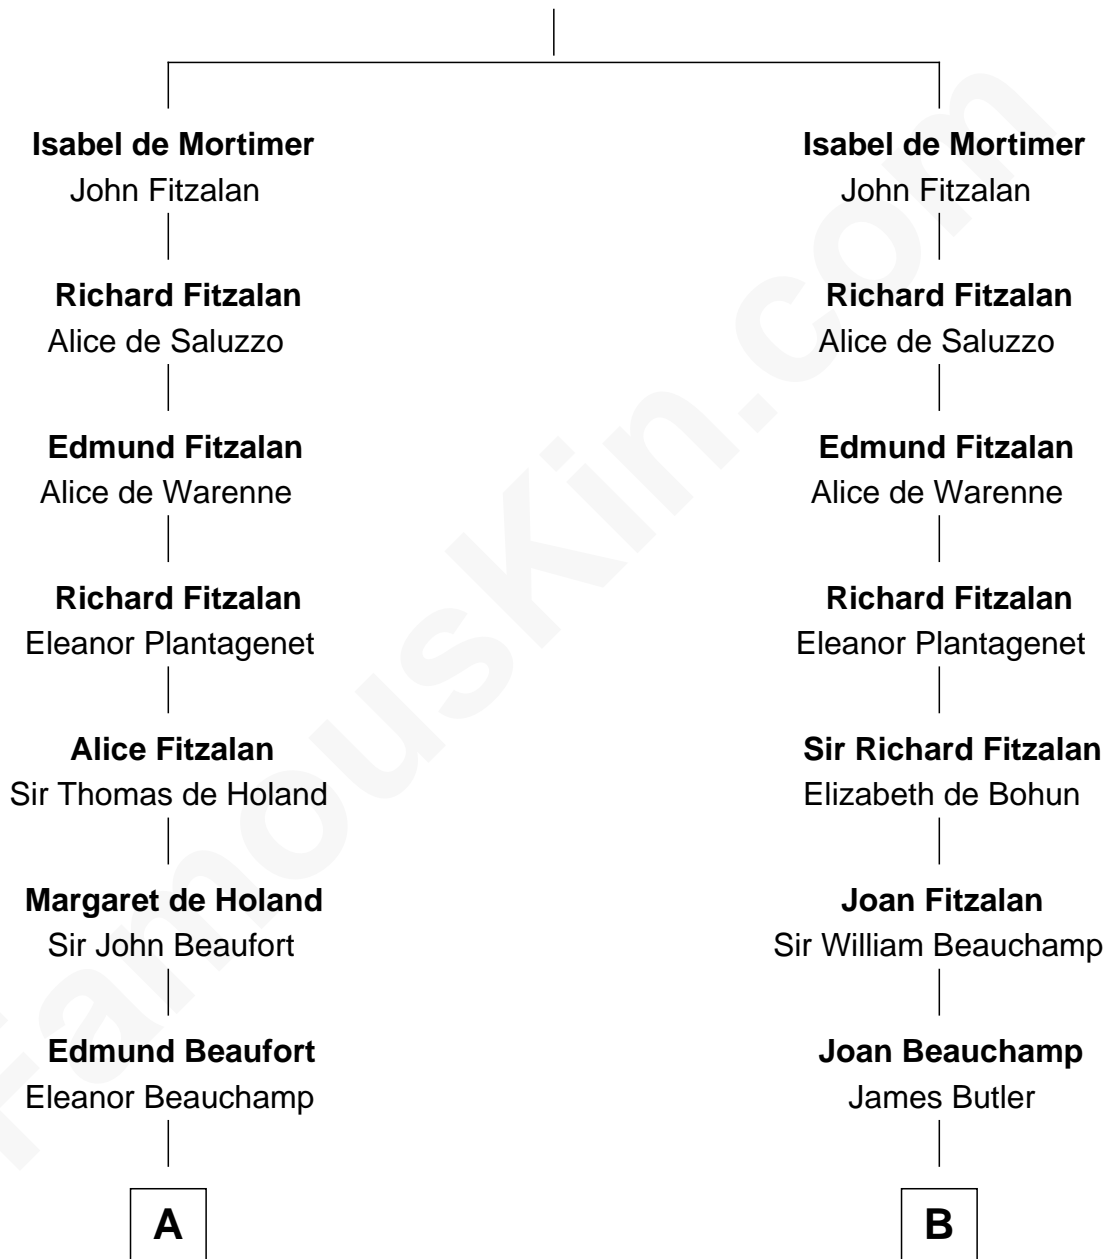 Isabel de Mortimer
John Fitzalan
Richard Fitzalan
Alice de Saluzzo
Edmund Fitzalan
Alice de Warenne
Richard Fitzalan
Eleanor Plantagenet
Alice Fitzalan
Sir Thomas de Holand
Margaret de Holand
Sir John Beaufort
Edmund Beaufort
Eleanor Beauchamp
A
Isabel de Mortimer
John Fitzalan
Richard Fitzalan
Alice de Saluzzo
Edmund Fitzalan
Alice de Warenne
Richard Fitzalan
Eleanor Plantagenet
Sir Richard Fitzalan
Elizabeth de Bohun
Joan Fitzalan
Sir William Beauchamp
Joan Beauchamp
James Butler
B
FamousKin.com